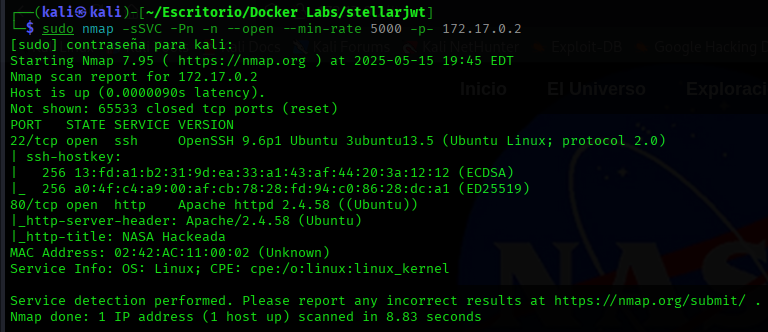 ┌──(kali㉿kali)-[~/Escritorio/Docker Labs/stellarjwt]
└─$ sudo nmap -sSVC -Pn -n --open --min-rate 5000 -p- 172.17.0.2
[sudo] contraseña para kali:
Starting Nmap 7.95 ( https://nmap.org ) at 2025-05-15 19:45 EDT
Nmap scan report for 172.17.0.2
Host is up (0.0000090s latency).
Not shown: 65533 closed tcp ports (reset)
PORT   STATE SERVICE VERSION
22/tcp open  ssh     OpenSSH 9.6p1 Ubuntu 3ubuntu13.5 (Ubuntu Linux; protocol 2.0)
| ssh-hostkey:
|   256 13:fd:a1:b2:31:9d:ea:33:a1:43:af:44:20:3a:12:12 (ECDSA)
|_  256 a0:4f:c4:a9:00:af:cb:78:28:fd:94:c0:86:28:dc:a1 (ED25519)
80/tcp open  http    Apache httpd 2.4.58 ((Ubuntu))
|_http-server-header: Apache/2.4.58 (Ubuntu)
|_http-title: NASA Hackeada
MAC Address: 02:42:AC:11:00:02 (Unknown)
Service Info: OS: Linux; CPE: cpe:/o:linux:linux_kernel
Service detection performed. Please report any incorrect results at https://nmap.org/submit/ .
Nmap done: 1 IP address (1 host up) scanned in 8.83 seconds
Exploit-DB
Google Hacking D
Inicio
El Universo
Exploraci
NAS